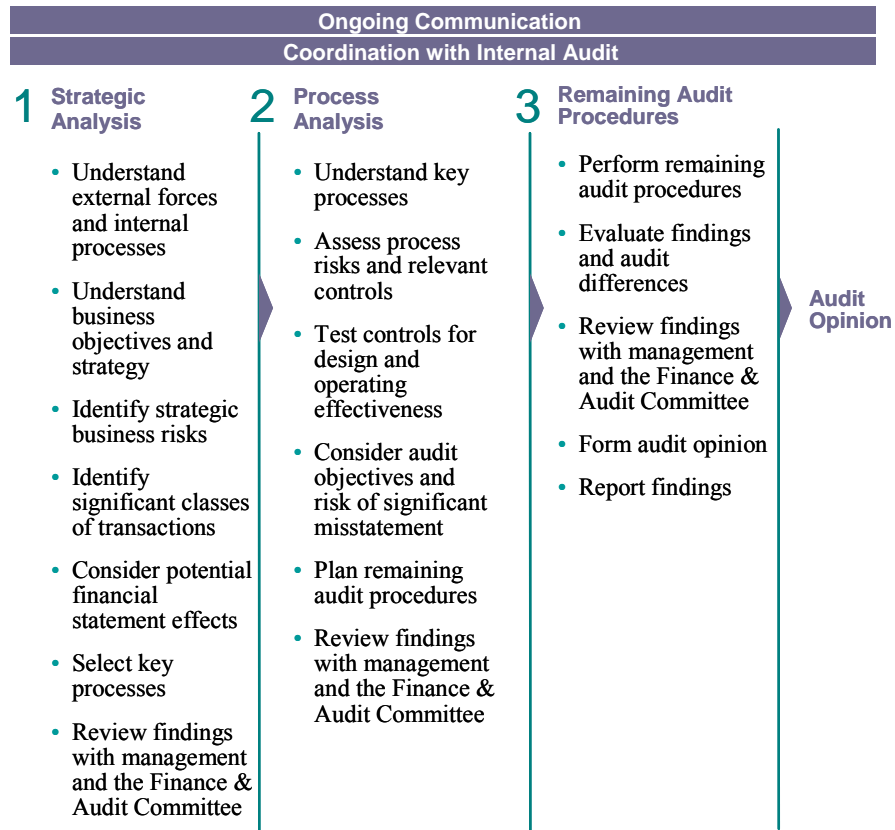 Ongoing Communication
Coordination with Internal Audit
1 Strategic
Analysis
• Understand
external forces
and internal
processes
• Understand
business
objectives and
strategy
• Identify strategic
business risks
• Identify
significant classes
of transactions
• Consider potential
financial
statement effects
• Select key
processes
• Review findings
with management
and the Finance &
Audit Committee
2 Process
Analysis
• Understand key
processes
• Assess process
risks and relevant
controls
• Test controls for
design and
operating
effectiveness
• Consider audit
objectives and
risk of significant
misstatement
• Plan remaining
audit procedures
• Review findings
with management
and the Finance &
Audit Committee
3 Remaining Audit
Procedures
• Perform remaining
audit procedures
• Evaluate findings
and audit
differences
• Review findings
with management
and the Finance &
Audit Committee
• Form audit opinion
• Report findings
Audit
Opinion